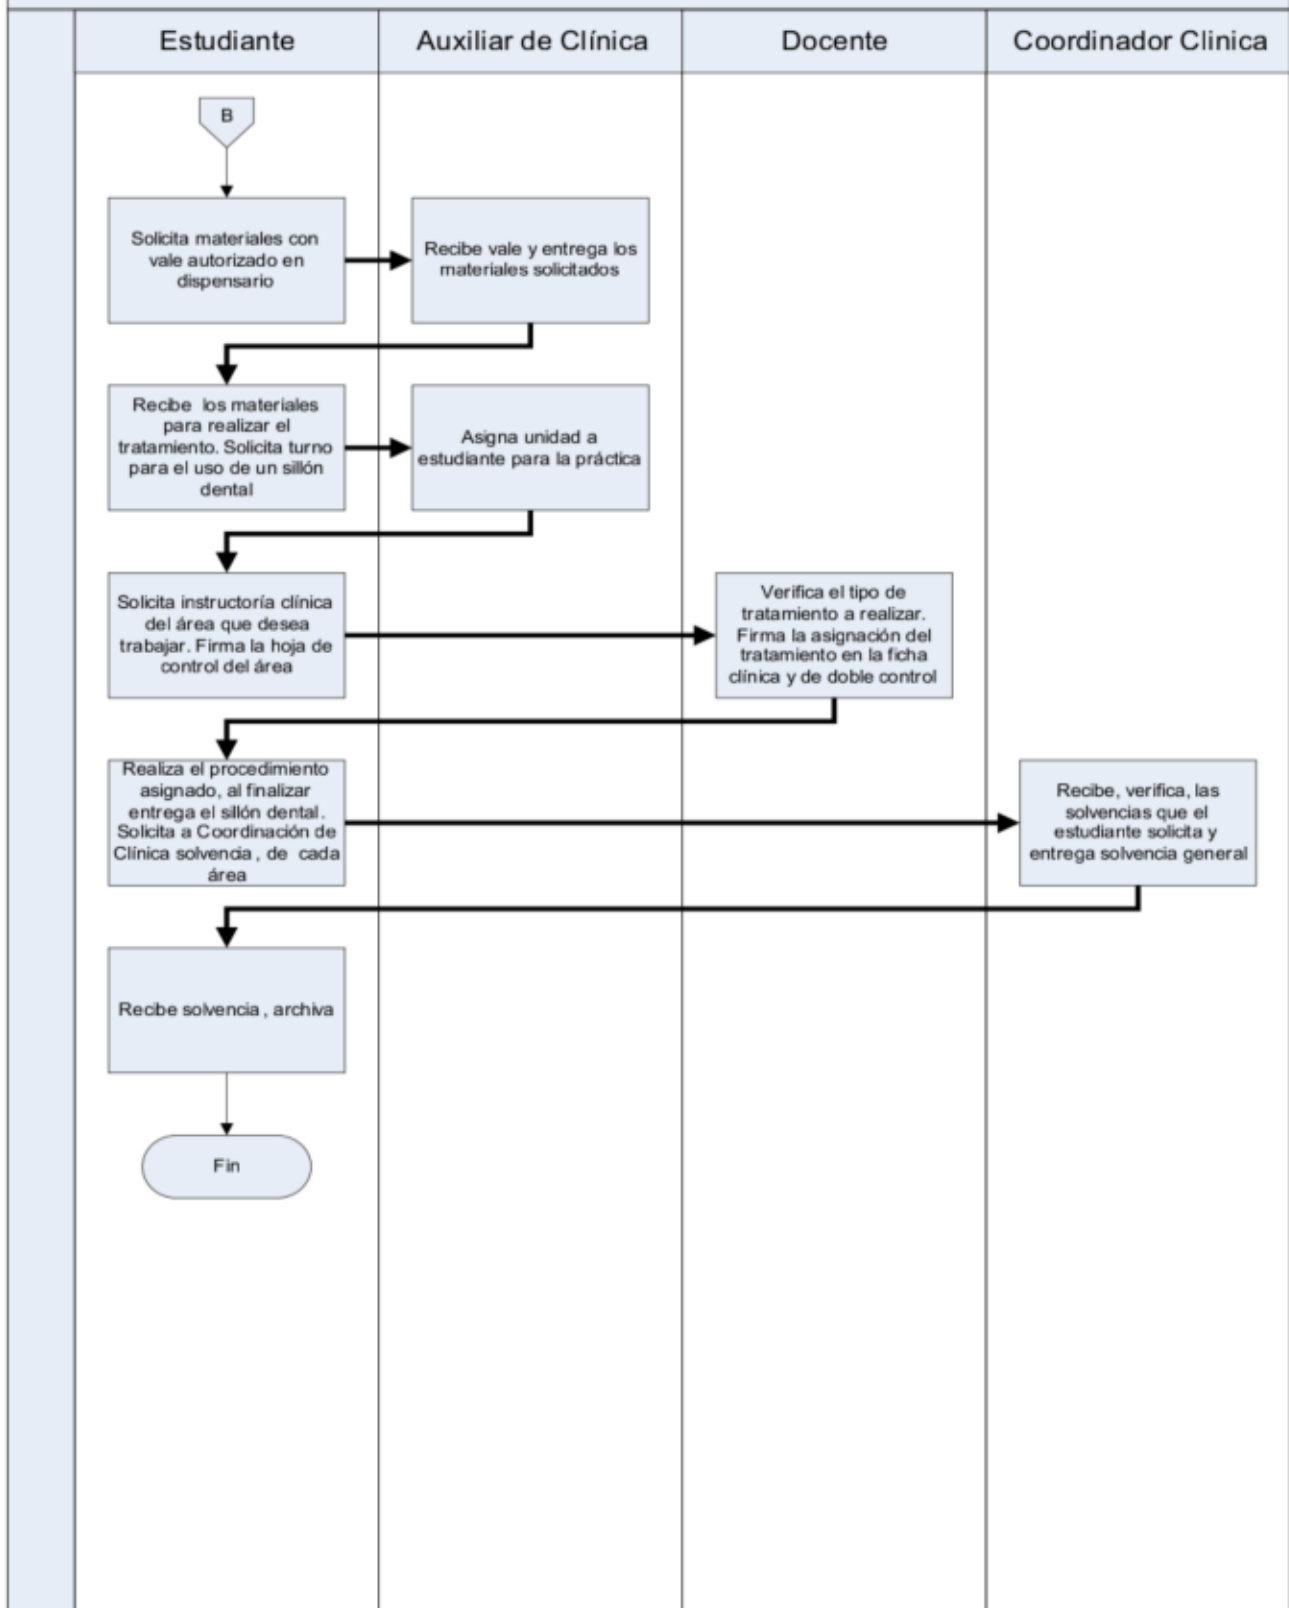 Estudiante
Auxiliar de Clínica
Docente
Coordinador Clinica
B
Solicita materiales con
vale autorizado en
dispensario
Recibe vale y entrega los
materiales solicitados
Recibe los materiales
para realizar el
tratamiento. Solicita turno
para el uso de un sillón
dental
Asigna unidad a
estudiante para la práctica
Solicita instructoría clínica
del área que desea
trabajar. Firma la hoja de
control del área
Verifica el tipo de
tratamiento a realizar.
Firma la asignación del
tratamiento en la ficha
clínica y de doble control
Realiza el procedimiento
asignado, al finalizar
entrega el sillón dental.
Solicita a Coordinación de
Clínica solvencia, de cada
área
Recibe, verifica, las
solvencias que el
estudiante solicita y
entrega solvencia general
Recibe solvencia, archiva
Fin